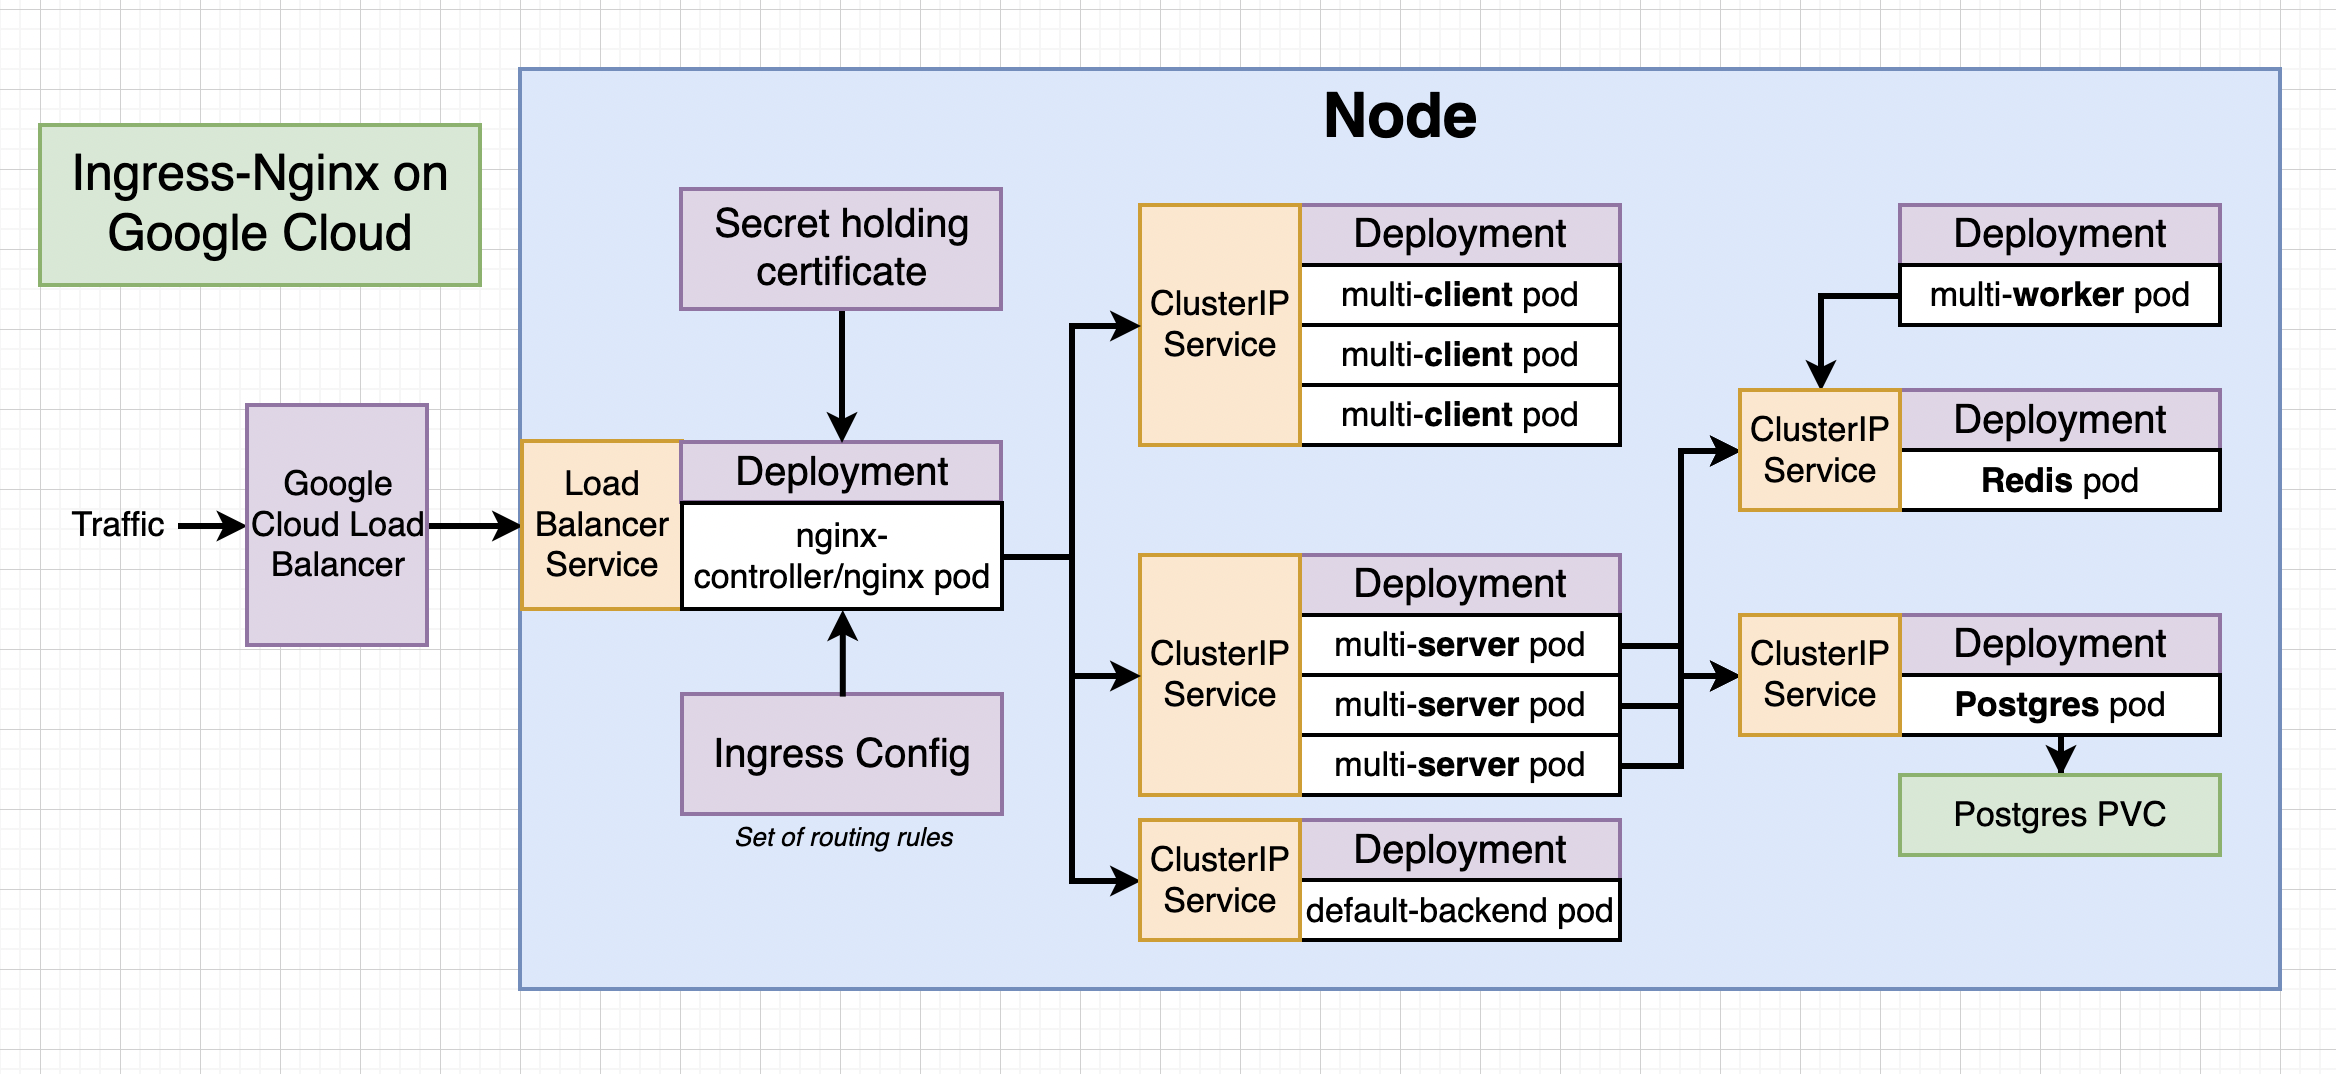 Node
Ingress-Nginx on
Google Cloud
Traffic
Google
Cloud Load
Balancer
Load
Balancer
Service
Secret holding
certificate
Deployment
nginx-
controller/nginx pod
Ingress Config
Set of routing rules
ClusterIP
Service
Deployment
multi-client pod
multi-client pod
multi-client pod
ClusterIP
Service
Deployment
multi-server pod
multi-server pod
multi-server pod
ClusterIP
Service
Deployment
default-backend pod
Deployment
multi-worker pod
ClusterIP
Service
Deployment
Redis pod
ClusterIP
Service
Deployment
Postgres pod
Postgres PVC